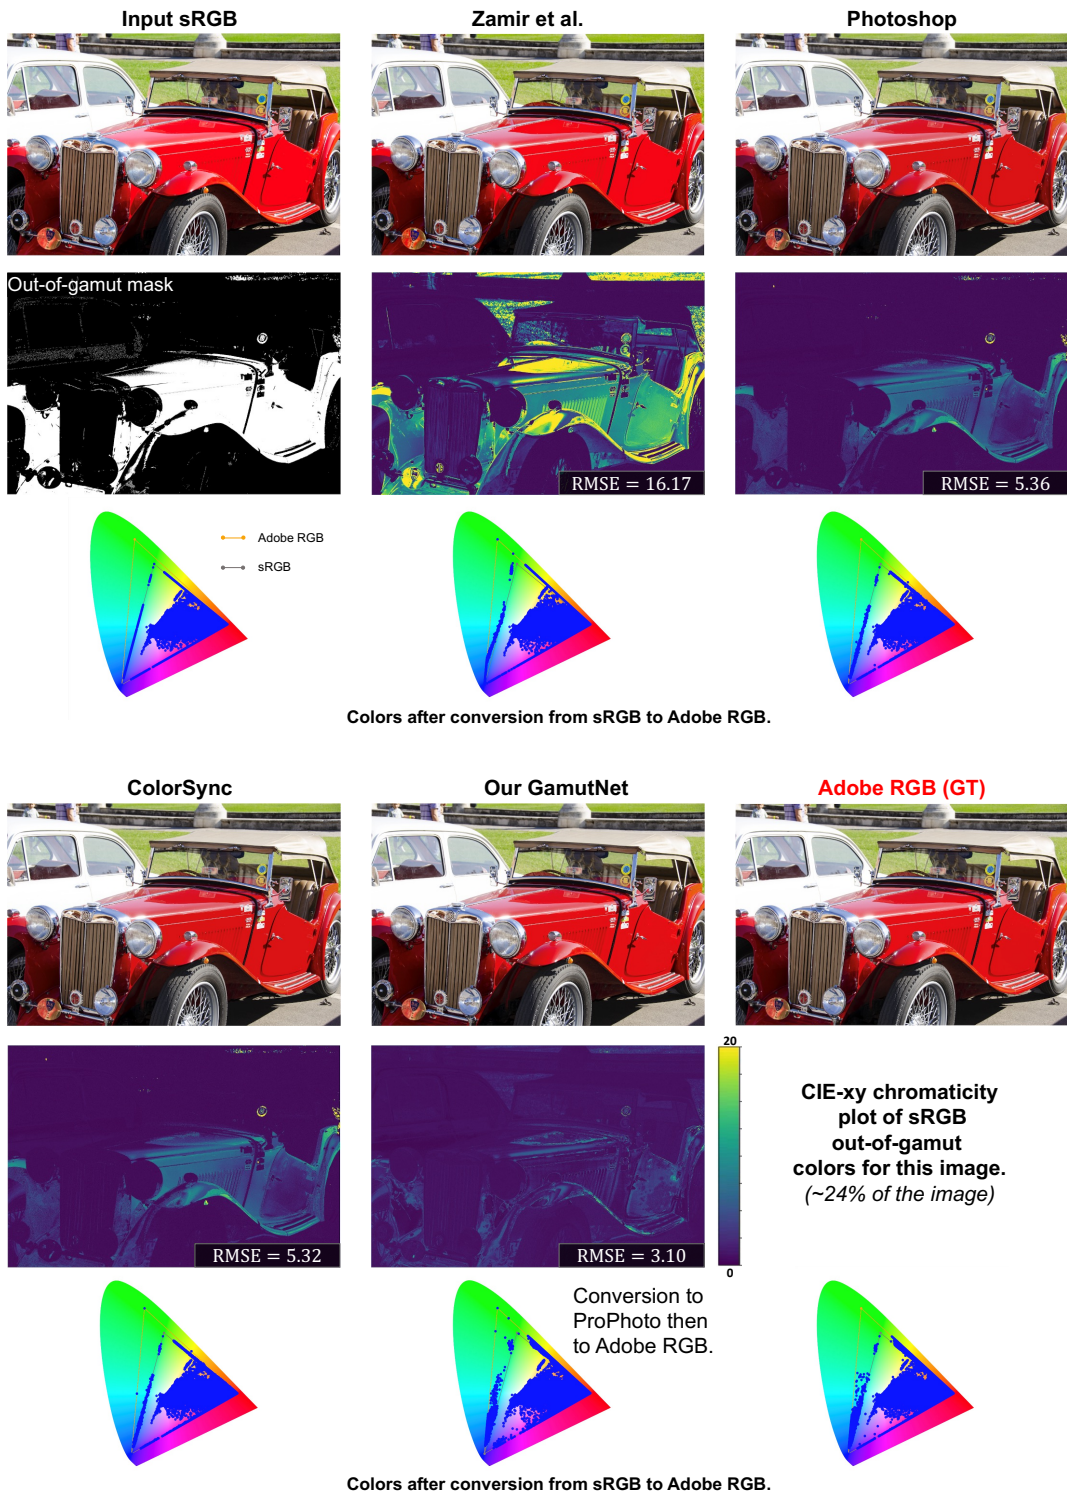 Input sRGB
Zamir et al.
Photoshop
Out-of-gamut mask
RMSE = 16.17
RMSE = 5.36
Adobe RGB
sRGB
Colors after conversion from sRGB to Adobe RGB.
ColorSync
Our GamutNet
Adobe RGB (GT)
20
0
CIE-xy chromaticity
plot of sRGB
out-of-gamut
colors for this image.
(~24% of the image)
RMSE = 5.32
RMSE = 3.10
Conversion to
ProPhoto then
to Adobe RGB.
Colors after conversion from sRGB to Adobe RGB.